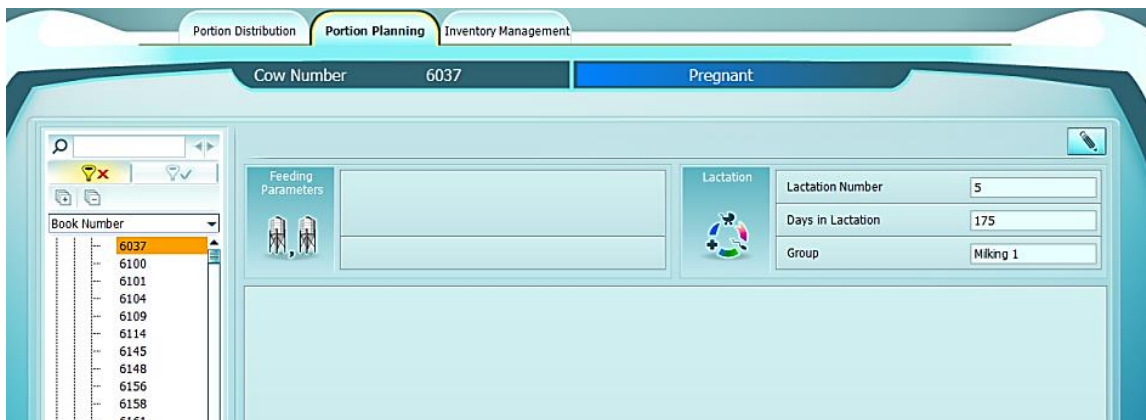 Portion Distribution
Portion Planning
Inventory Management
Cow Number 6037
Pregnant
Book Number
6037
6100
6101
6104
6109
6114
6145
6148
6156
6158
6161
Feeding
Parameters
Lactation
Lactation Number 5
Days in Lactation 175
Group Milking 1